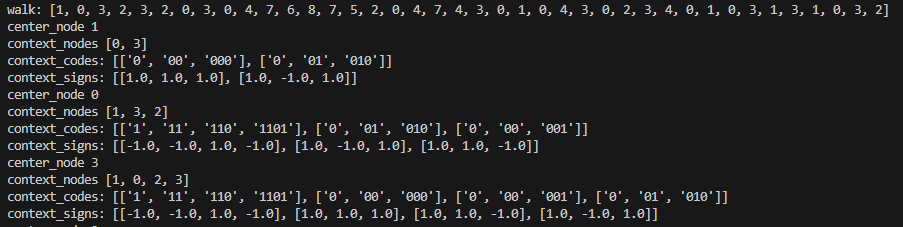 walk: [1, 0, 3, 2, 3, 2, 0, 3, 0, 4, 7, 6, 8, 7, 5, 2, 0, 4, 7, 4, 3, 0, 1, 0, 4, 3, 0, 2, 3, 4, 0, 1, 0, 3, 1, 3, 1, 0, 3, 2]
center_node 1
context_nodes [0, 3]
context_codes: [['0', '00', '000'], ['0', '01', '010']]
context_signs: [[1.0, 1.0, 1.0], [1.0, -1.0, 1.0]]
center_node 0
context_nodes [1, 3, 2]
context_codes: [['1', '11', '110', '1101'], ['0', '01', '010'], ['0', '00', '001']]
context_signs: [[-1.0, -1.0, 1.0, -1.0], [1.0, -1.0, 1.0], [1.0, 1.0, -1.0]]
center_node 3
context_nodes [1, 0, 2, 3]
context_codes: [['1', '11', '110', '1101'], ['0', '00', '000'], ['0', '00', '001'], ['0', '01', '010']]
context_signs: [[-1.0, -1.0, 1.0, -1.0], [1.0, 1.0, 1.0], [1.0, 1.0, -1.0], [1.0, -1.0, 1.0]]